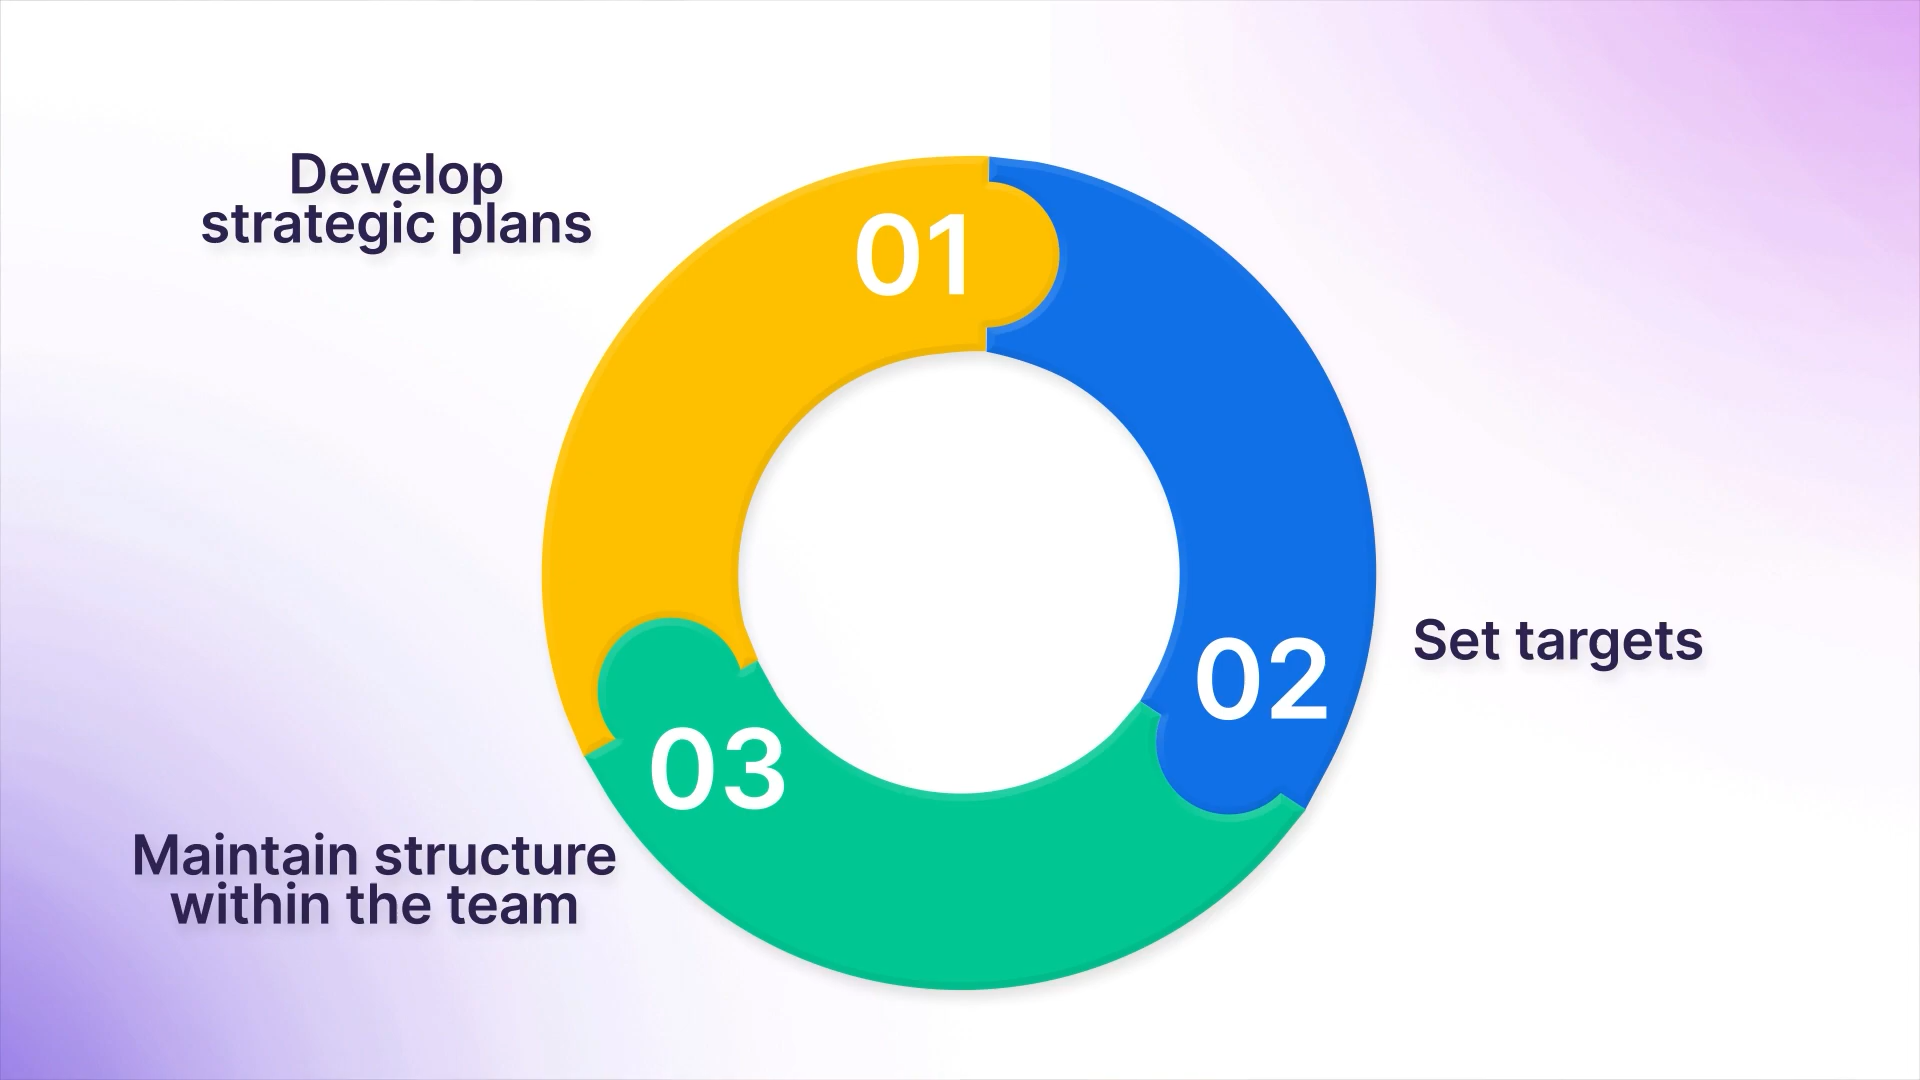 Develop
strategic plans
01
02
Set targets
03
Maintain structure
within the team